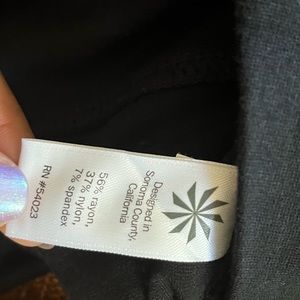 Designed in
Sonoma County,
California
56% rayon,
37% nylon,
7% spandex
RN #54023